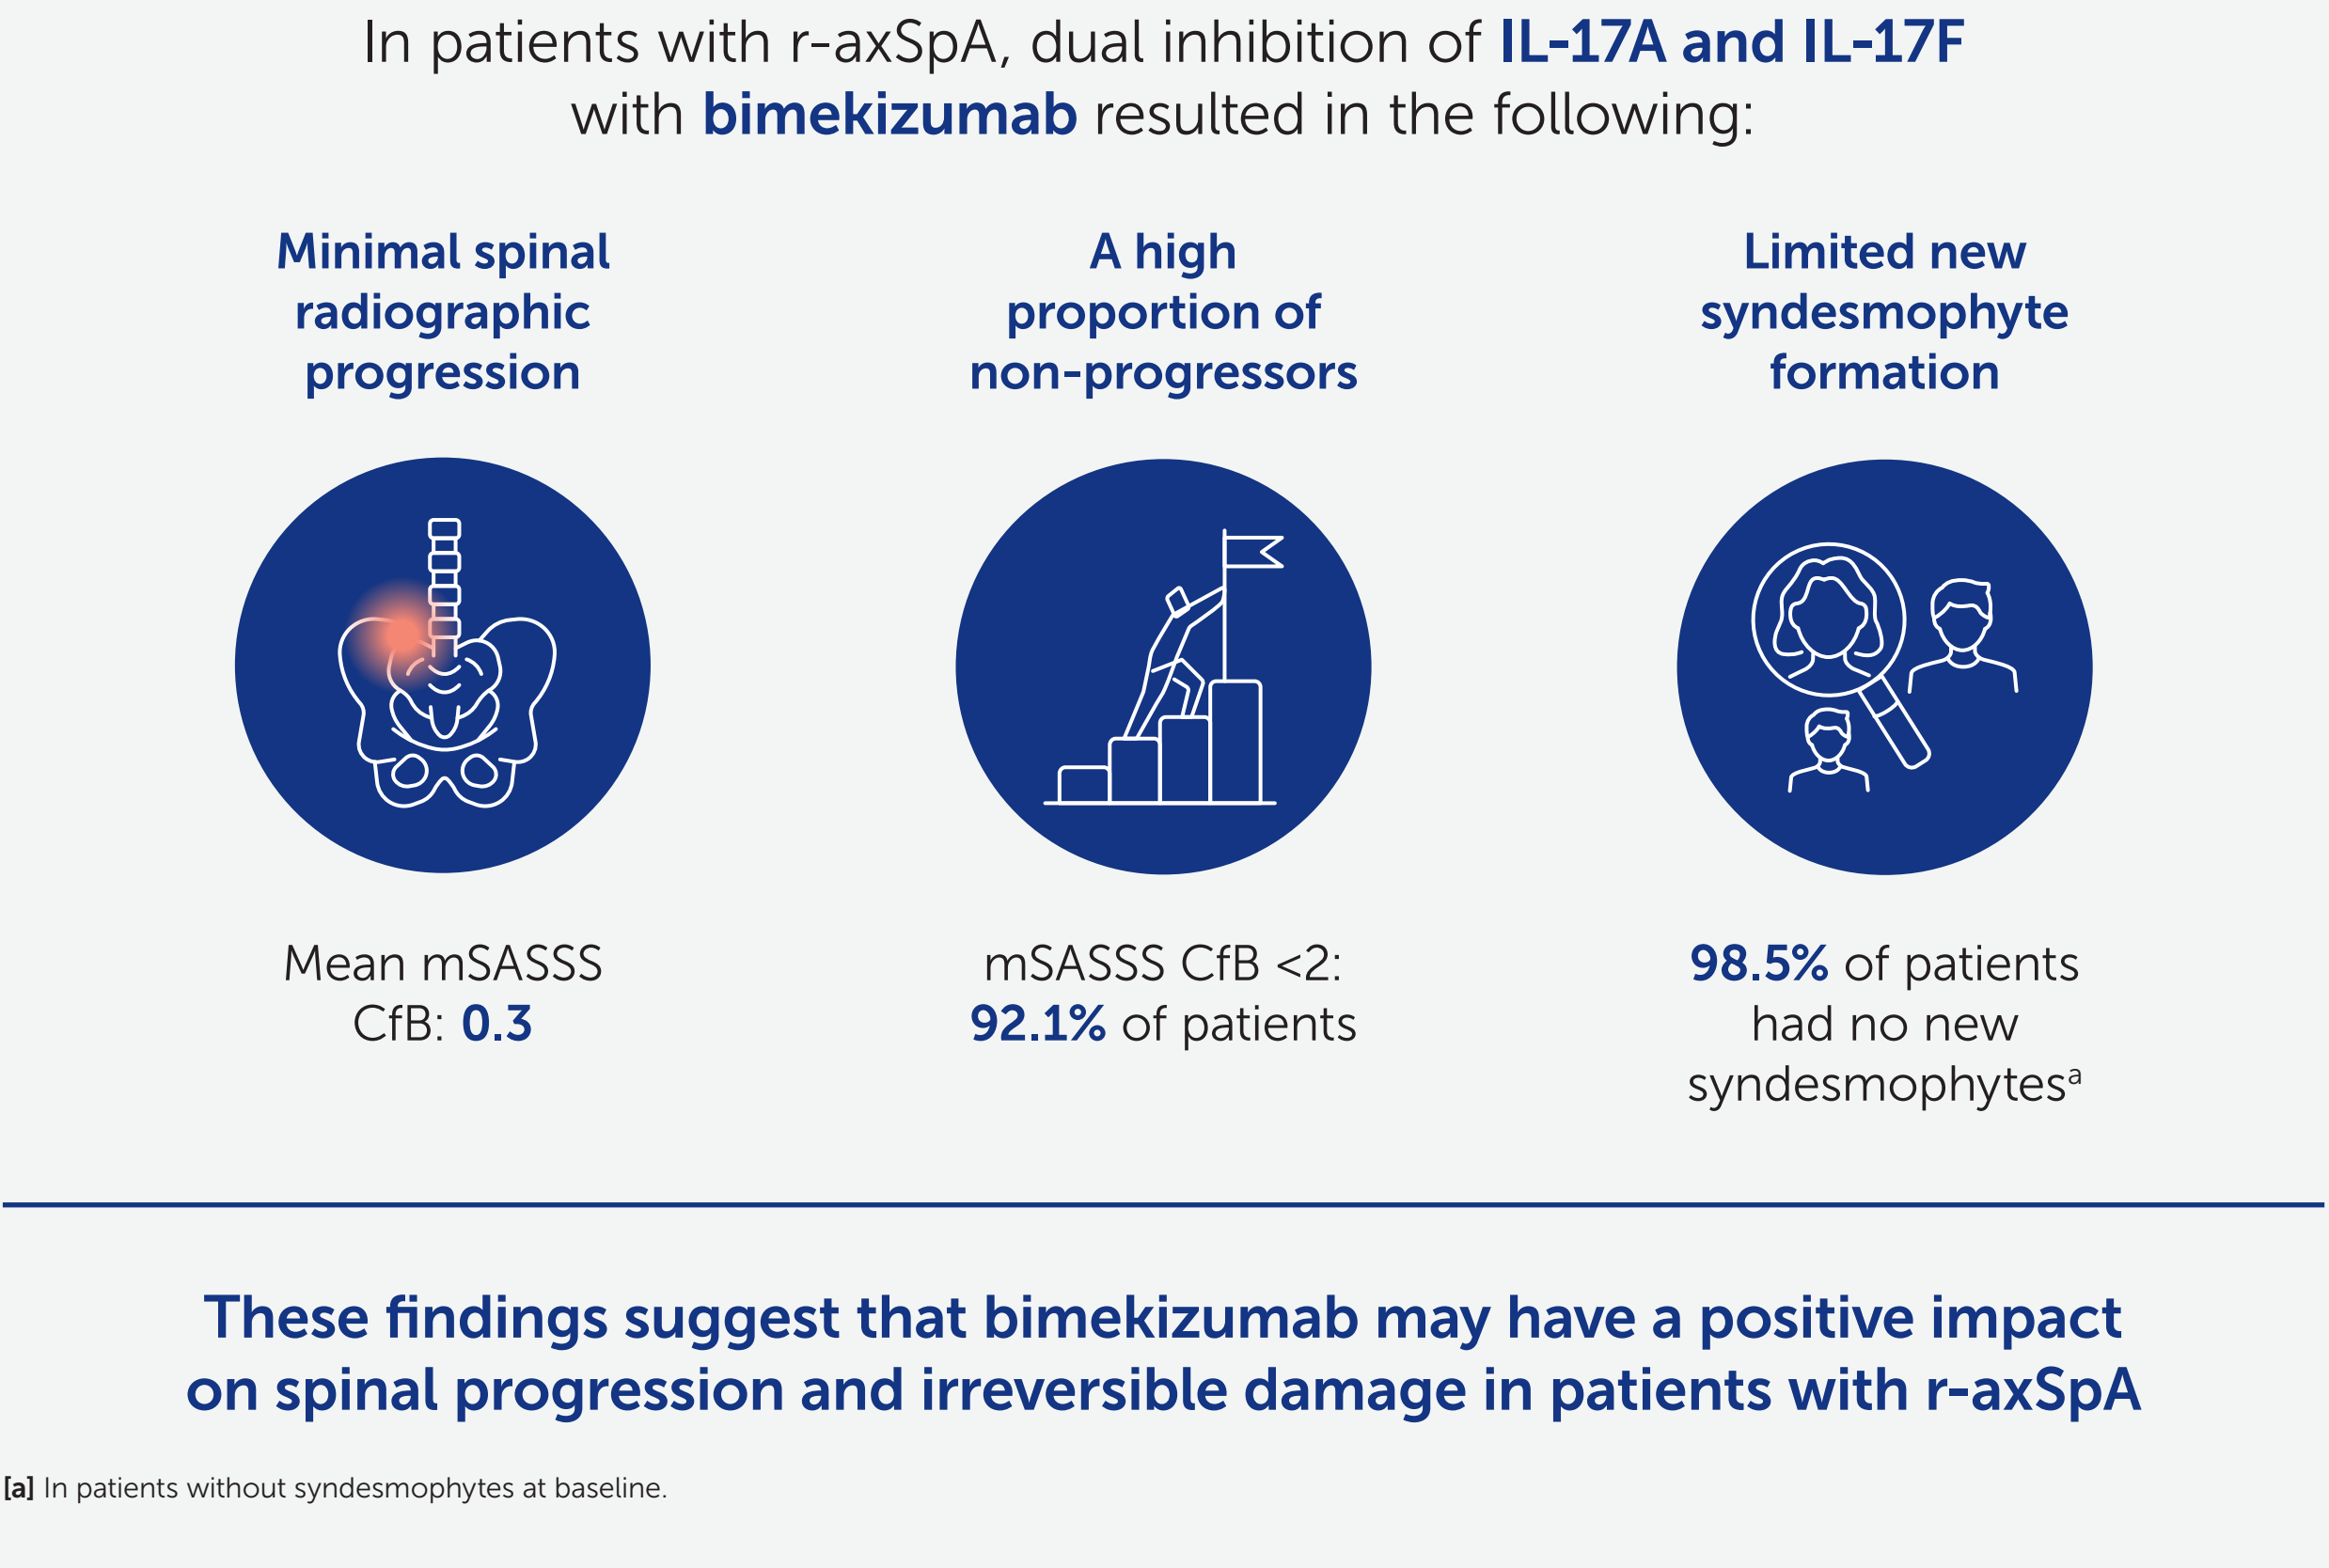 In patients with r-axSpA, dual inhibition of IL-17A and IL-17F
with bimekizumab resulted in the following:
Minimal spinal
radiographic
progression
A high
proportion of
non-progressors
Limited new
syndesmophyte
formation
Mean mSASSS
CfB: 0.3
mSASSS CfB <2:
92.1% of patients
98.5% of patients
had no new
syndesmophytesᵃ
These findings suggest that bimekizumab may have a positive impact
on spinal progression and irreversible damage in patients with r-axSpA
[a] In patients without syndesmophytes at baseline.